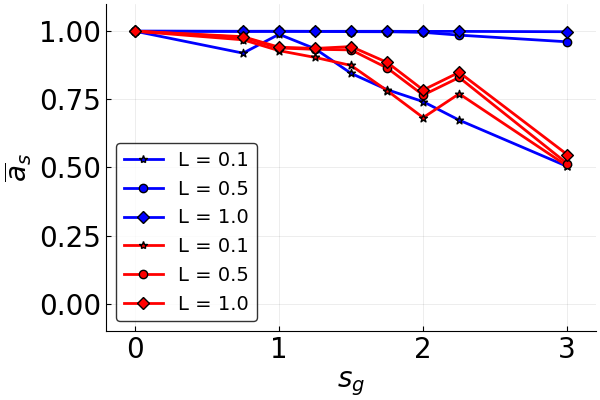 1.00
0.75
0.50
0.25
0.00
a̅ₛ
L = 0.1
L = 0.5
L = 1.0
L = 0.1
L = 0.5
L = 1.0
0 1 2 3
s_g